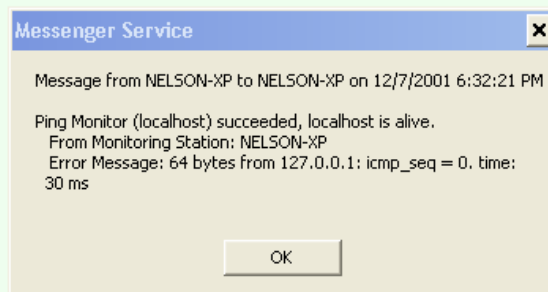 Messenger Service
Message from NELSON-XP to NELSON-XP on 12/7/2001 6:32:21 PM
Ping Monitor (localhost) succeeded, localhost is alive.
From Monitoring Station: NELSON-XP
Error Message: 64 bytes from 127.0.0.1: icmp_seq = 0. time:
30 ms
OK